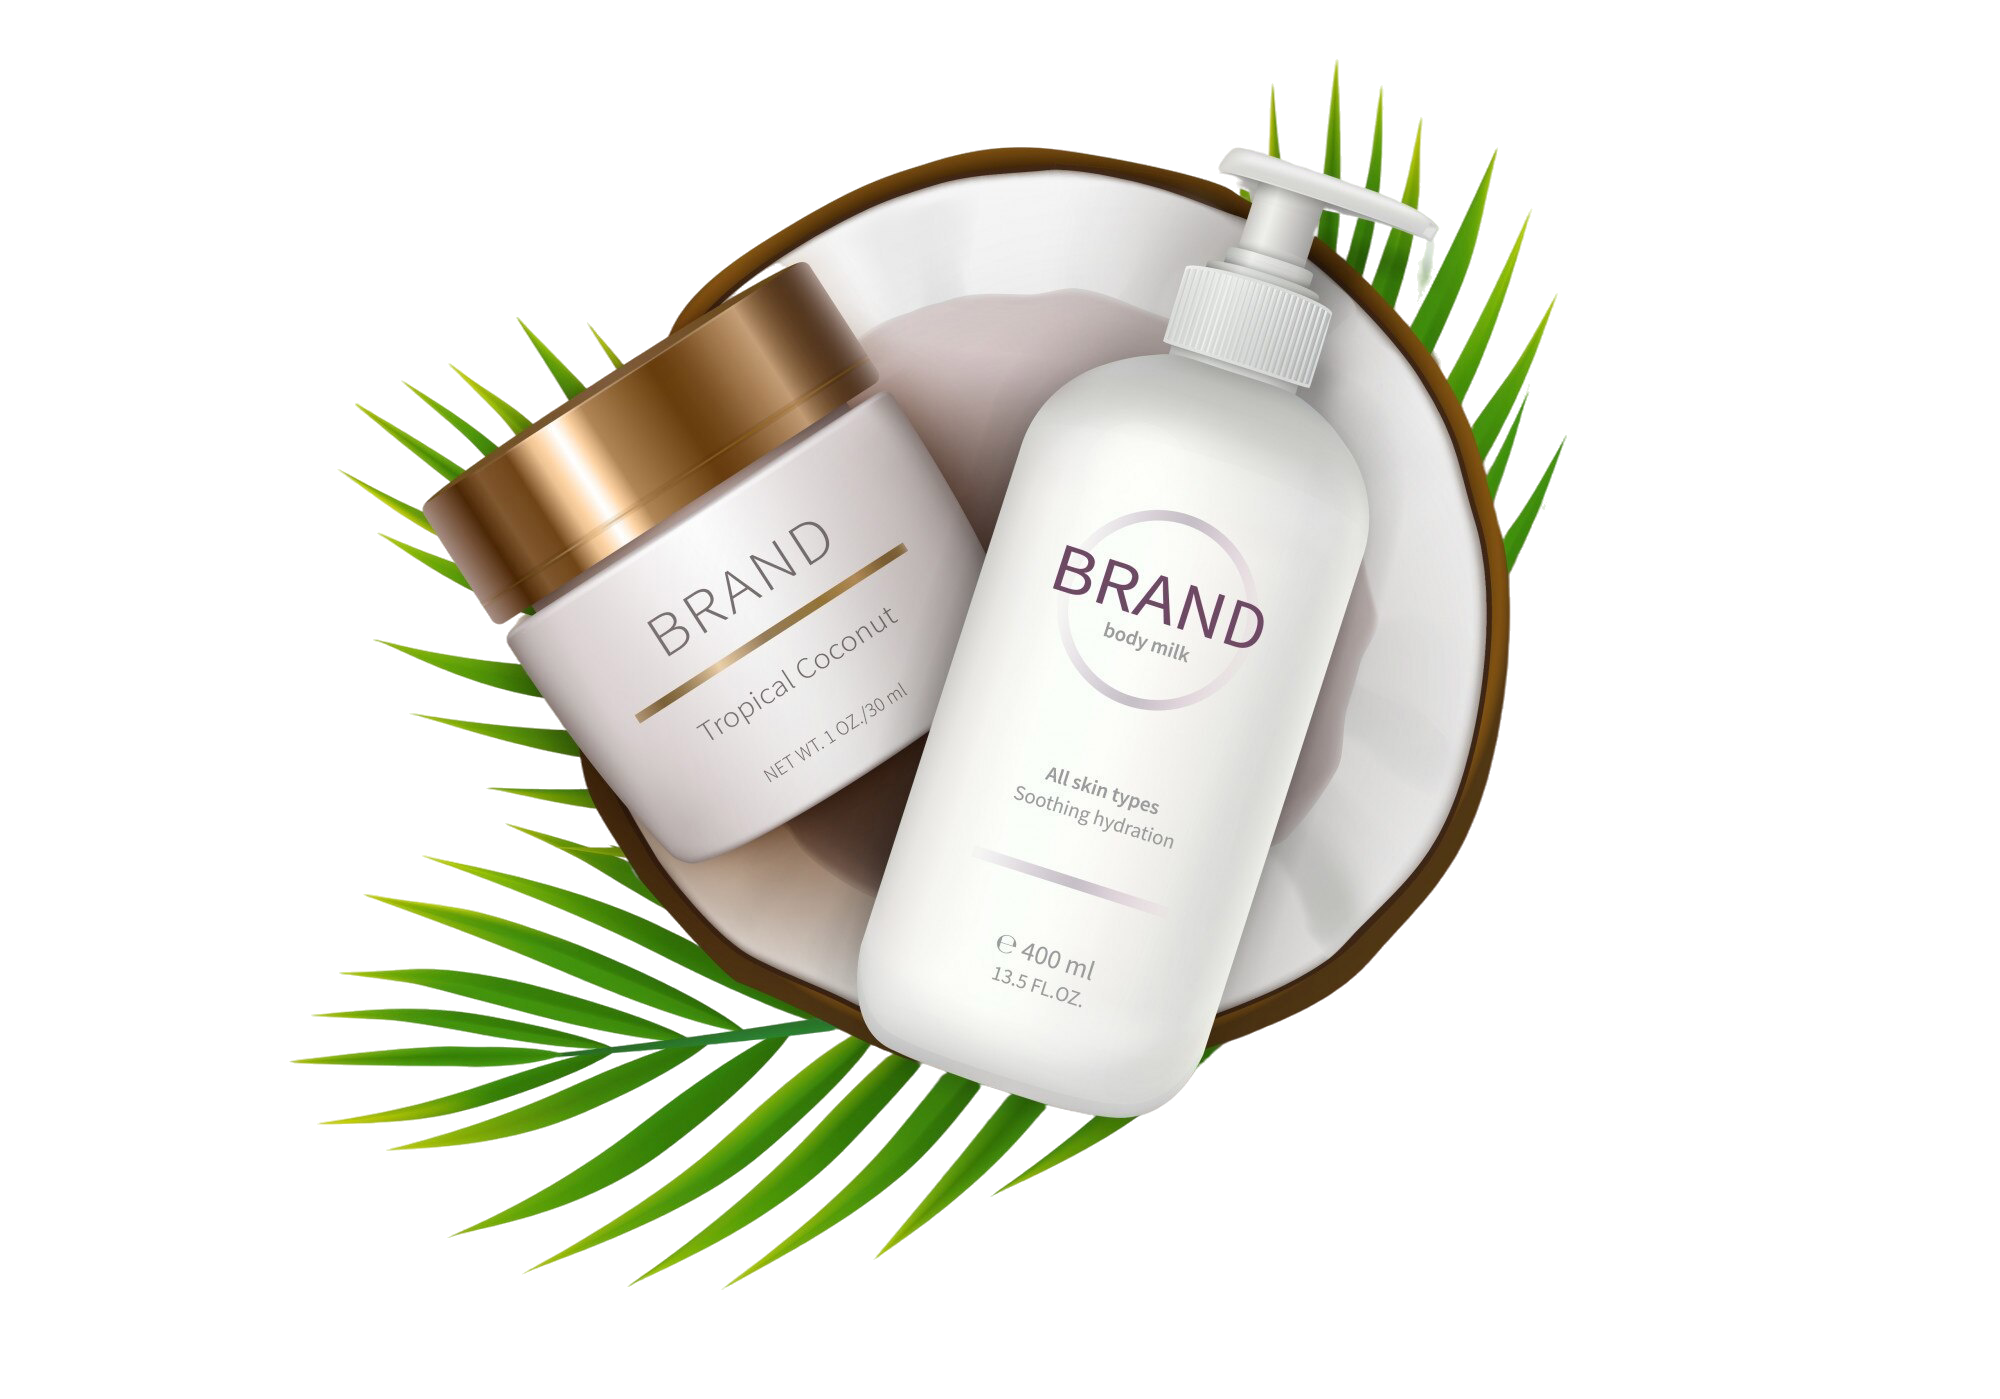 BRAND
Tropical Coconut
NET WT. 1 OZ./30 ml
BRAND
body milk
All skin types
Soothing hydration
℮ 400 ml
13.5 FL.OZ.